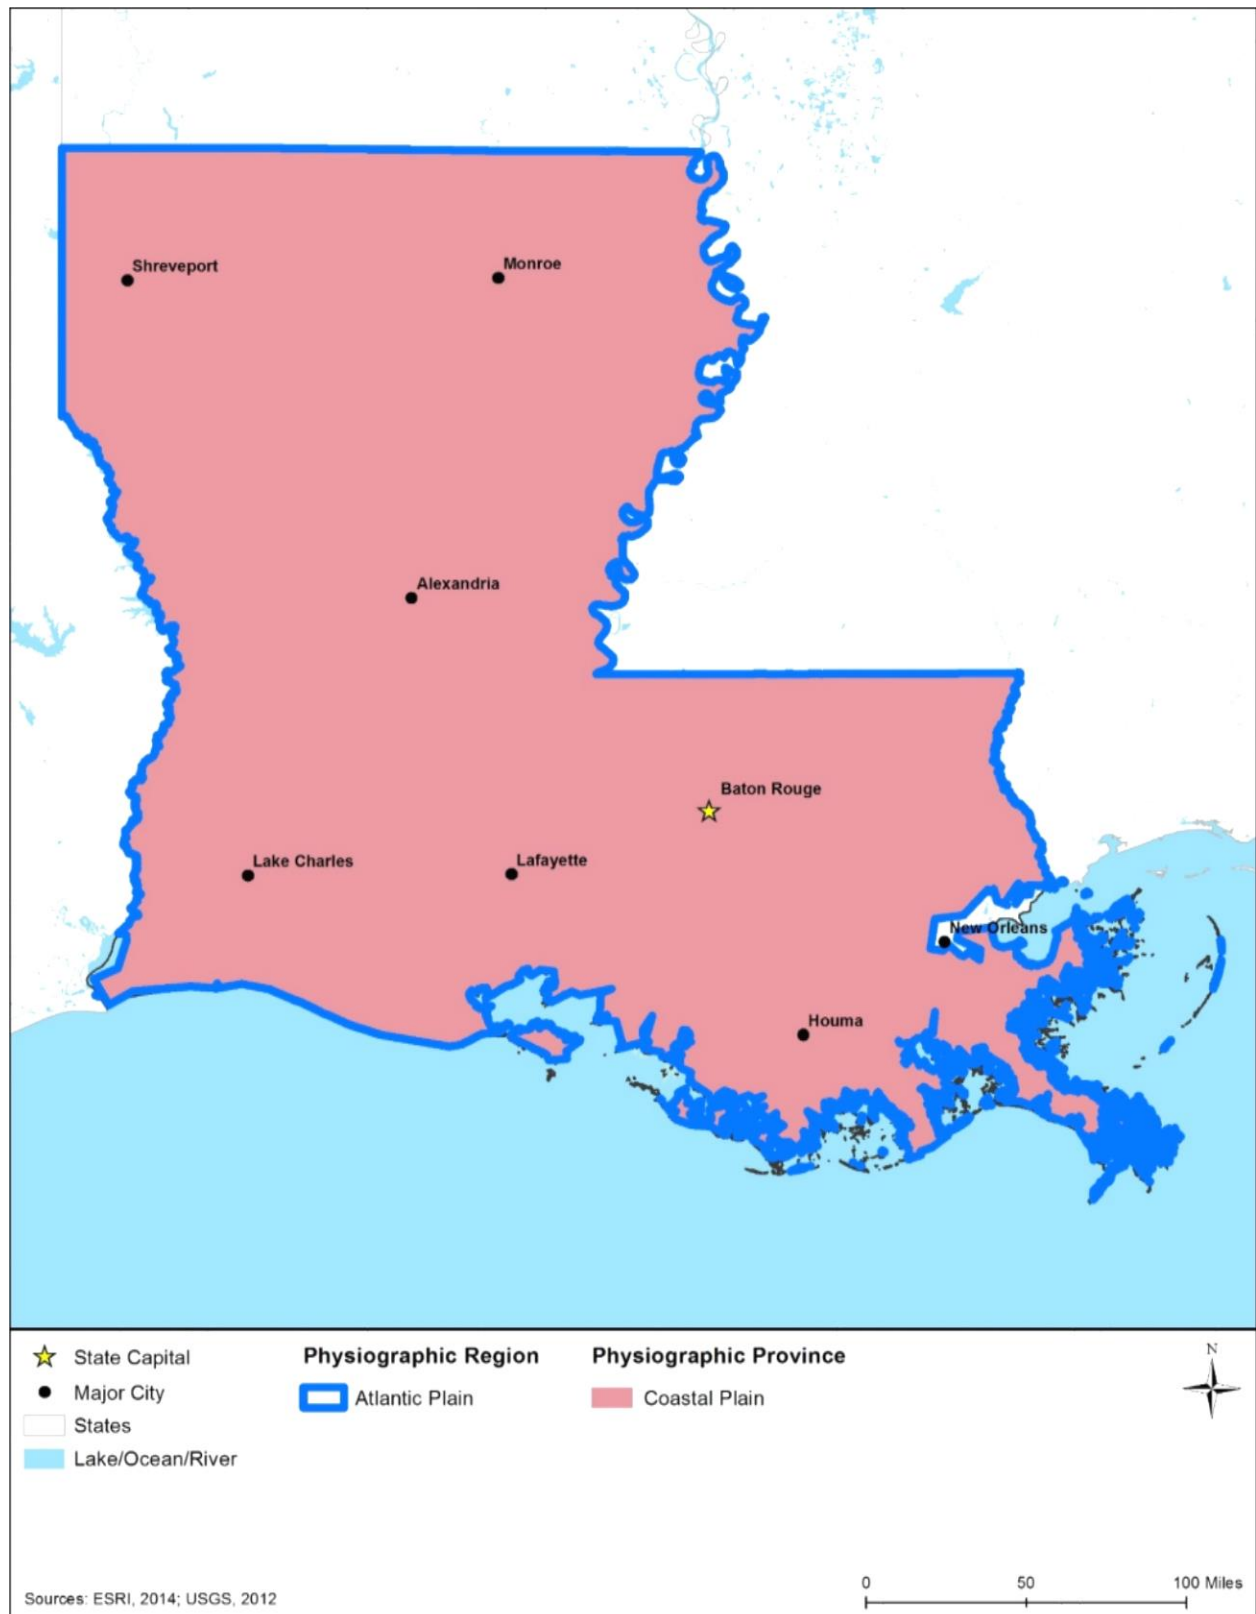 Shreveport
Monroe
Alexandria
Baton Rouge
Lake Charles
Lafayette
New Orleans
Houma
State Capital
Major City
States
Lake/Ocean/River
Physiographic Region
Atlantic Plain
Physiographic Province
Coastal Plain
N
Sources: ESRI, 2014; USGS, 2012
0 50 100 Miles